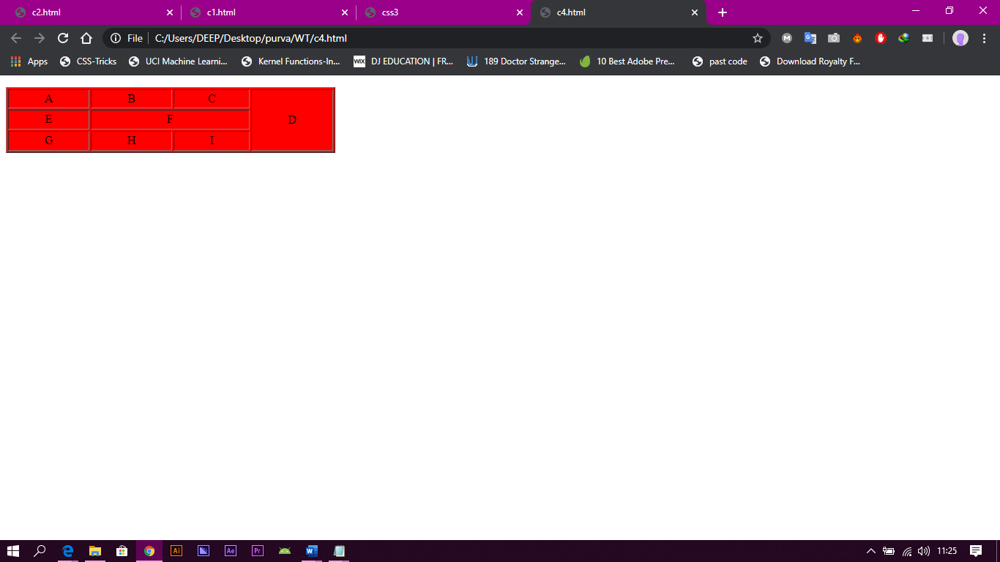 c2.html c1.html css3 c4.html
File C:/Users/DEEP/Desktop/purva/WT/c4.html
Apps CSS-Tricks UCI Machine Learni... Kernel Functions-In... WIX DJ EDUCATION | FR... 189 Doctor Strange... 10 Best Adobe Pre... past code Download Royalty F...
A B C
D
E F
G H I
Ai Ae Pr W 11:25